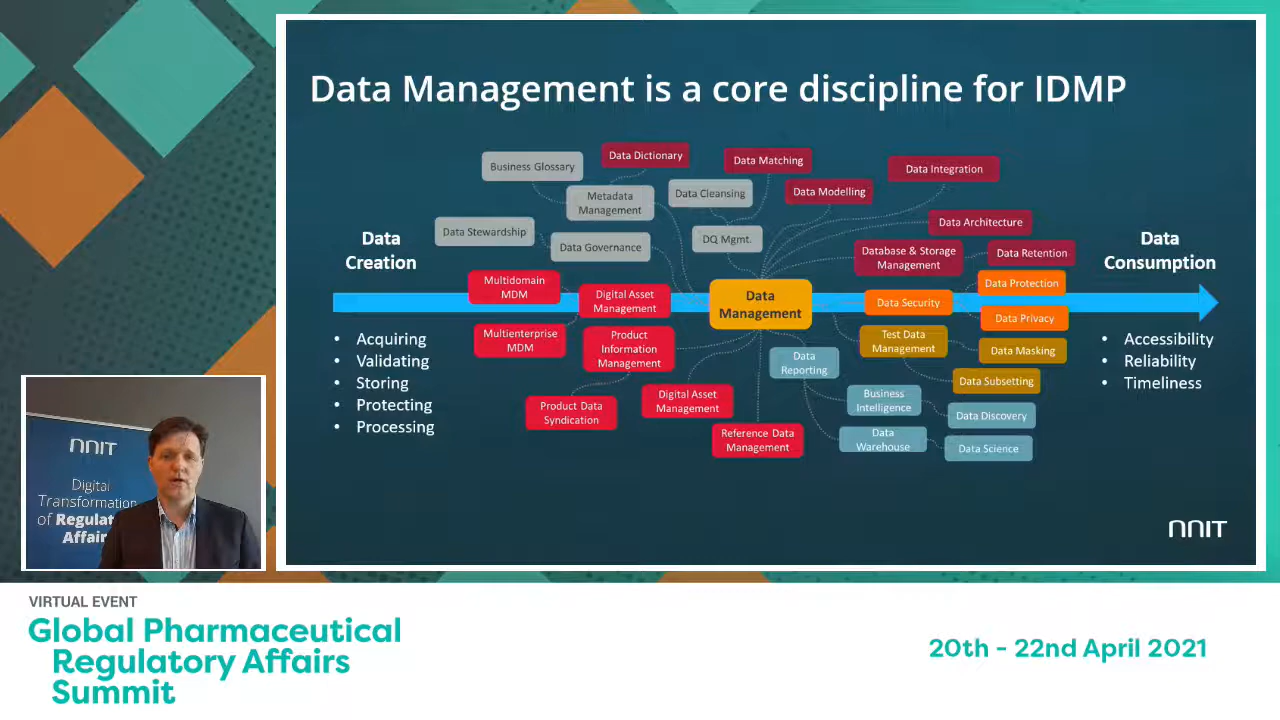 Data Management is a core discipline for IDMP
Business Glossary
Data Dictionary
Data Matching
Data Integration
Metadata
Management
Data Cleansing
Data Modelling
Data Stewardship
Data Governance
DQ Mgmt.
Data Architecture
Database & Storage
Management
Data Retention
Data
Creation
Data
Consumption
Multidomain
MDM
Digital Asset
Management
Data
Management
Data Security
Data Protection
Data Privacy
Multienterprise
MDM
Product
Information
Management
Test Data
Management
Data Masking
Data
Reporting
Data Subsetting
Product Data
Syndication
Digital Asset
Management
Business
Intelligence
Data Discovery
Reference Data
Management
Data
Warehouse
Data Science
• Acquiring
• Validating
• Storing
• Protecting
• Processing
• Accessibility
• Reliability
• Timeliness
NNIT
NNIT
Digital
Transformation
of
VIRTUAL EVENT
Global Pharmaceutical
Regulatory Affairs
Summit
20th - 22nd April 2021